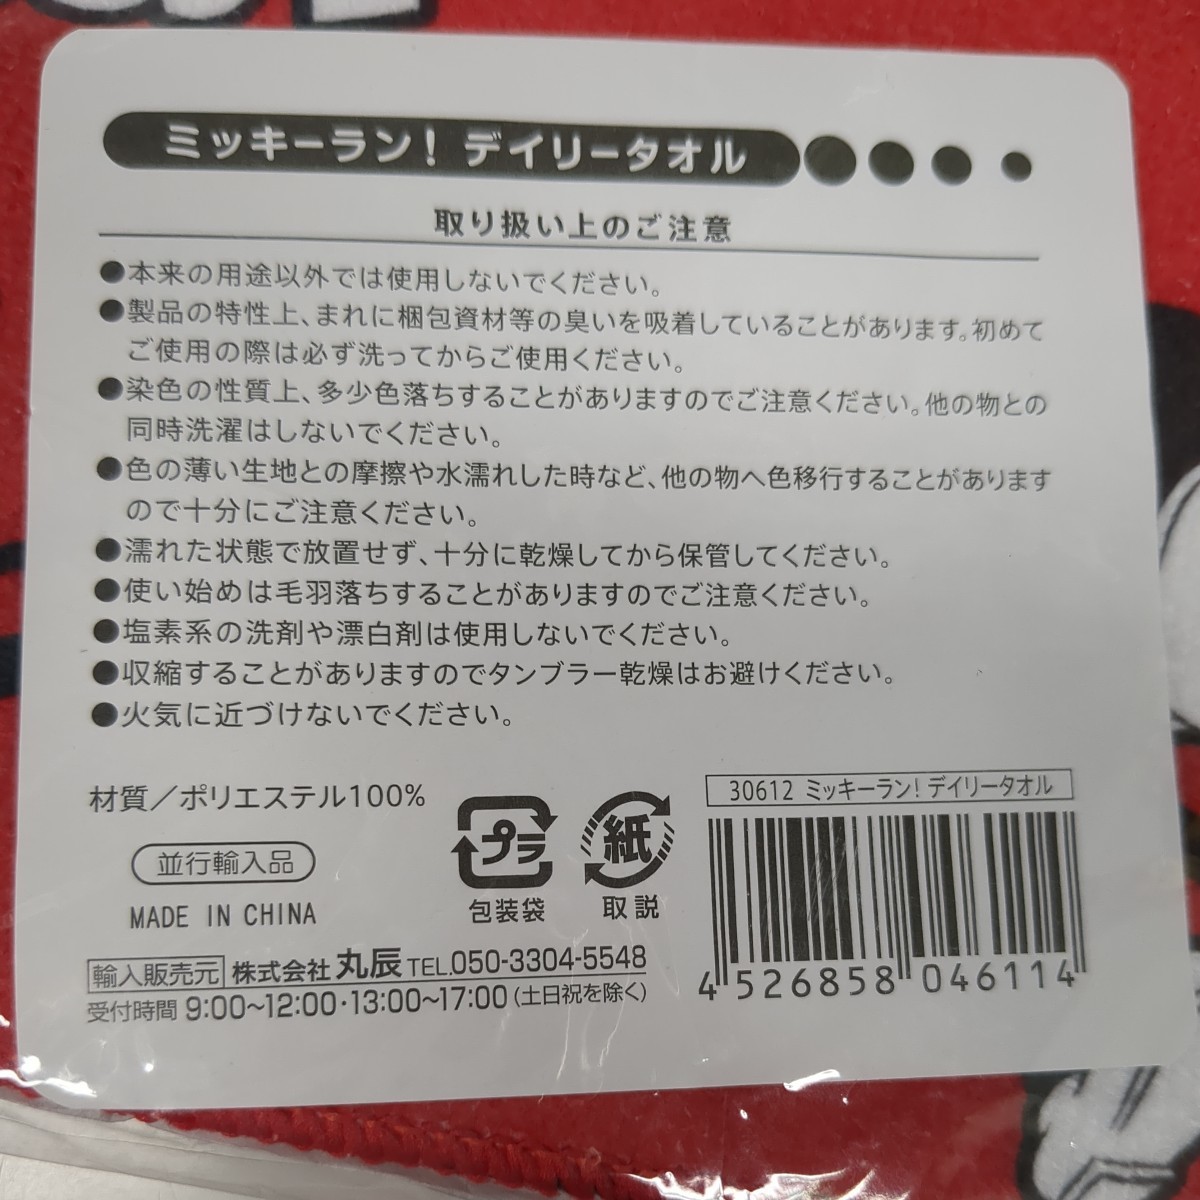 ミッキーラン! デイリータオル
取り扱い上のご注意
●本来の用途以外では使用しないでください。
●製品の特性上、まれに梱包資材等の臭いを吸着していることがあります。初めて
ご使用の際は必ず洗ってからご使用ください。
●染色の性質上、多少色落ちすることがありますのでご注意ください。他の物との
同時洗濯はしないでください。
●色の薄い生地との摩擦や水濡れした時など、他の物へ色移行することがあります
ので十分にご注意ください。
●濡れた状態で放置せず、十分に乾燥してから保管してください。
●使い始めは毛羽落ちすることがありますのでご注意ください。
●塩素系の洗剤や漂白剤は使用しないでください。
●収縮することがありますのでタンブラー乾燥はお避けください。
●火気に近づけないでください。
材質／ポリエステル100%
並行輸入品
MADE IN CHINA
プラ
包装袋
紙
取説
30612 ミッキーラン! デイリータオル
4 526858 046114
輸入販売元 株式会社 丸辰 TEL.050-3304-5548
受付時間 9:00~12:00・13:00~17:00 (土日祝を除く)